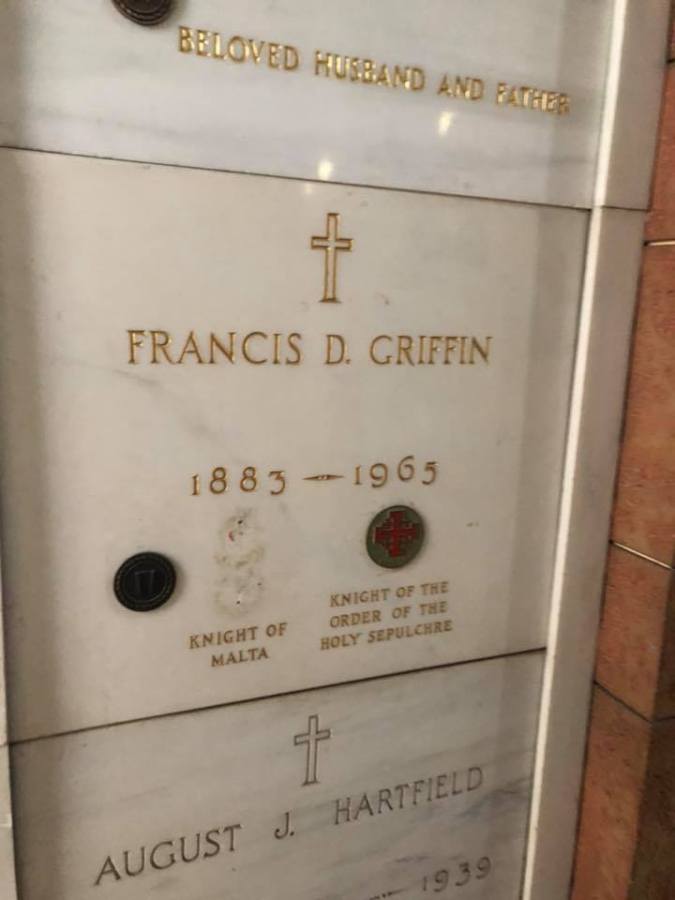 BELOVED HUSBAND AND FATHER
FRANCIS D. GRIFFIN
1883 — 1965
KNIGHT OF
MALTA
KNIGHT OF THE
ORDER OF THE
HOLY SEPULCHRE
AUGUST J. HARTFIELD
— 1939